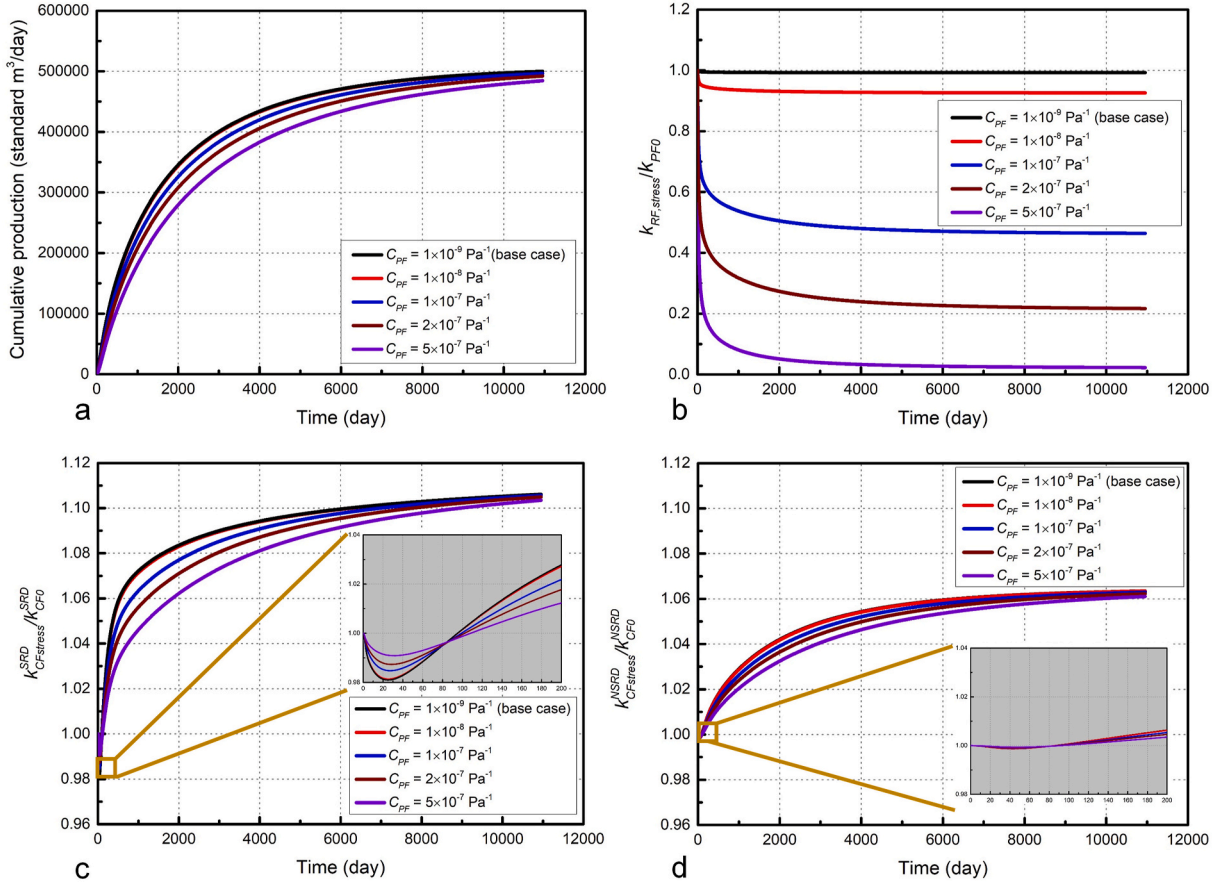 600000
500000
400000
300000
200000
100000
0
0 2000 4000 6000 8000 10000 12000
Cumulative production (standard m³/day)
Time (day)
C_PF = 1×10⁻⁹ Pa⁻¹ (base case)
C_PF = 1×10⁻⁸ Pa⁻¹
C_PF = 1×10⁻⁷ Pa⁻¹
C_PF = 2×10⁻⁷ Pa⁻¹
C_PF = 5×10⁻⁷ Pa⁻¹
a
1.2
1.0
0.8
0.6
0.4
0.2
0.0
0 2000 4000 6000 8000 10000 12000
k_RF,stress/k_PF0
Time (day)
C_PF = 1×10⁻⁹ Pa⁻¹ (base case)
C_PF = 1×10⁻⁸ Pa⁻¹
C_PF = 1×10⁻⁷ Pa⁻¹
C_PF = 2×10⁻⁷ Pa⁻¹
C_PF = 5×10⁻⁷ Pa⁻¹
b
1.12
1.10
1.08
1.06
1.04
1.02
1.00
0.98
0.96
0 2000 4000 6000 8000 10000 12000
k^SRD_CFstress/k^SRD_CF0
Time (day)
1.04
1.02
1.00
0.98
0 20 40 60 80 100 120 140 160 180 200
C_PF = 1×10⁻⁹ Pa⁻¹ (base case)
C_PF = 1×10⁻⁸ Pa⁻¹
C_PF = 1×10⁻⁷ Pa⁻¹
C_PF = 2×10⁻⁷ Pa⁻¹
C_PF = 5×10⁻⁷ Pa⁻¹
c
1.12
1.10
1.08
1.06
1.04
1.02
1.00
0.98
0.96
0 2000 4000 6000 8000 10000 12000
k^NSRD_CFstress/k^NSRD_CF0
Time (day)
C_PF = 1×10⁻⁹ Pa⁻¹ (base case)
C_PF = 1×10⁻⁸ Pa⁻¹
C_PF = 1×10⁻⁷ Pa⁻¹
C_PF = 2×10⁻⁷ Pa⁻¹
C_PF = 5×10⁻⁷ Pa⁻¹
1.04
1.02
1.00
0.98
0 20 40 60 80 100 120 140 160 180 200
d